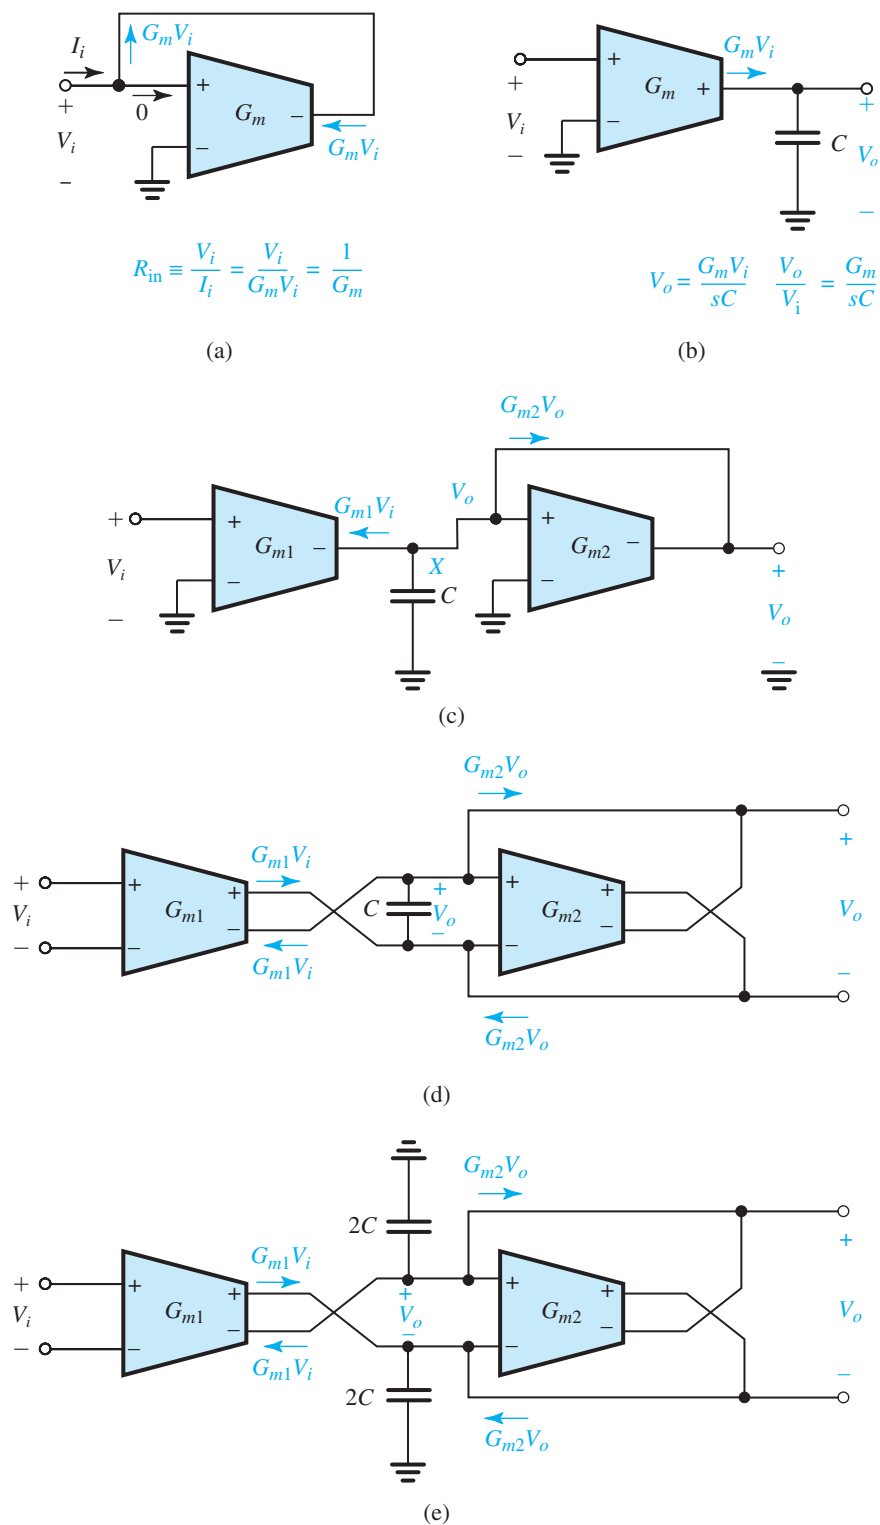 I_i
G_mV_i
+
0
+
G_m
−
−
G_mV_i
V_i
−
R_in ≡ V_i/I_i = V_i/G_mV_i = 1/G_m
(a)
G_mV_i
+
+
G_m
+
V_i
−
−
+
C
V_o
−
V_o = G_mV_i/sC V_o/V_i = G_m/sC
(b)
G_m2V_o
+
+
G_m1
−
G_m1V_i
V_o
+
G_m2
−
V_i
−
X
−
+
C
−
V_o
−
(c)
G_m2V_o
+
G_m1V_i
+
+
+
+
+
+
V_i
G_m1
C
V_o
G_m2
V_o
−
−
−
−
−
−
G_m1V_i
−
G_m2V_o
(d)
G_m2V_o
2C
+
G_m1V_i
+
+
+
+
+
+
V_i
G_m1
V_o
G_m2
V_o
−
−
−
−
−
−
G_m1V_i
−
2C
G_m2V_o
(e)